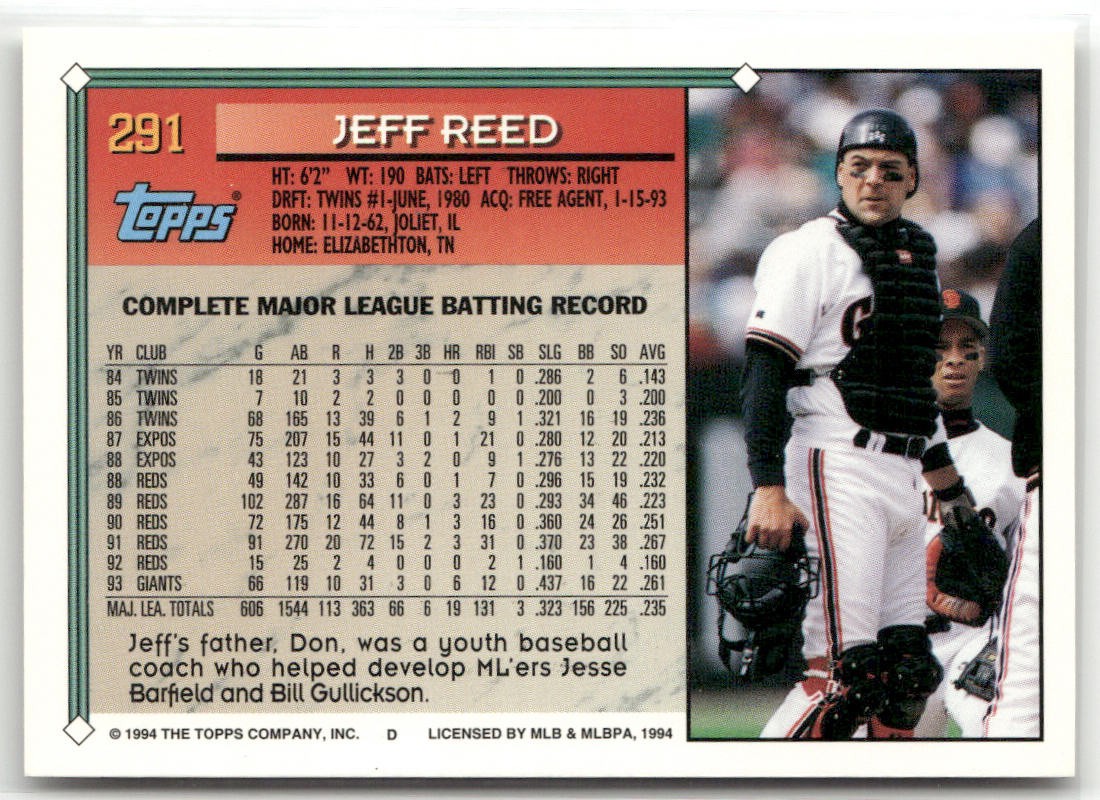 291
JEFF REED
topps®
HT: 6'2" WT: 190 BATS: LEFT THROWS: RIGHT
DRFT: TWINS #1-JUNE, 1980 ACQ: FREE AGENT, 1-15-93
BORN: 11-12-62, JOLIET, IL
HOME: ELIZABETHTON, TN
COMPLETE MAJOR LEAGUE BATTING RECORD
YR CLUB G AB R H 2B 3B HR RBI SB SLG BB SO AVG
84 TWINS 18 21 3 3 3 0 0 1 0 .286 2 6 .143
85 TWINS 7 10 2 2 0 0 0 0 0 .200 0 3 .200
86 TWINS 68 165 13 39 6 1 2 9 1 .321 16 19 .236
87 EXPOS 75 207 15 44 11 0 1 21 0 .280 12 20 .213
88 EXPOS 43 123 10 27 3 2 0 9 1 .276 13 22 .220
88 REDS 49 142 10 33 6 0 1 7 0 .296 15 19 .232
89 REDS 102 287 16 64 11 0 3 23 0 .293 34 46 .223
90 REDS 72 175 12 44 8 1 3 16 0 .360 24 26 .251
91 REDS 91 270 20 72 15 2 3 31 0 .370 23 38 .267
92 REDS 15 25 2 4 0 0 0 2 1 .160 1 4 .160
93 GIANTS 66 119 10 31 3 0 6 12 0 .437 16 22 .261
MAJ. LEA. TOTALS 606 1544 113 363 66 6 19 131 3 .323 156 225 .235
Jeff's father, Don, was a youth baseball
coach who helped develop ML'ers Jesse
Barfield and Bill Gullickson.
© 1994 THE TOPPS COMPANY, INC. D LICENSED BY MLB & MLBPA, 1994